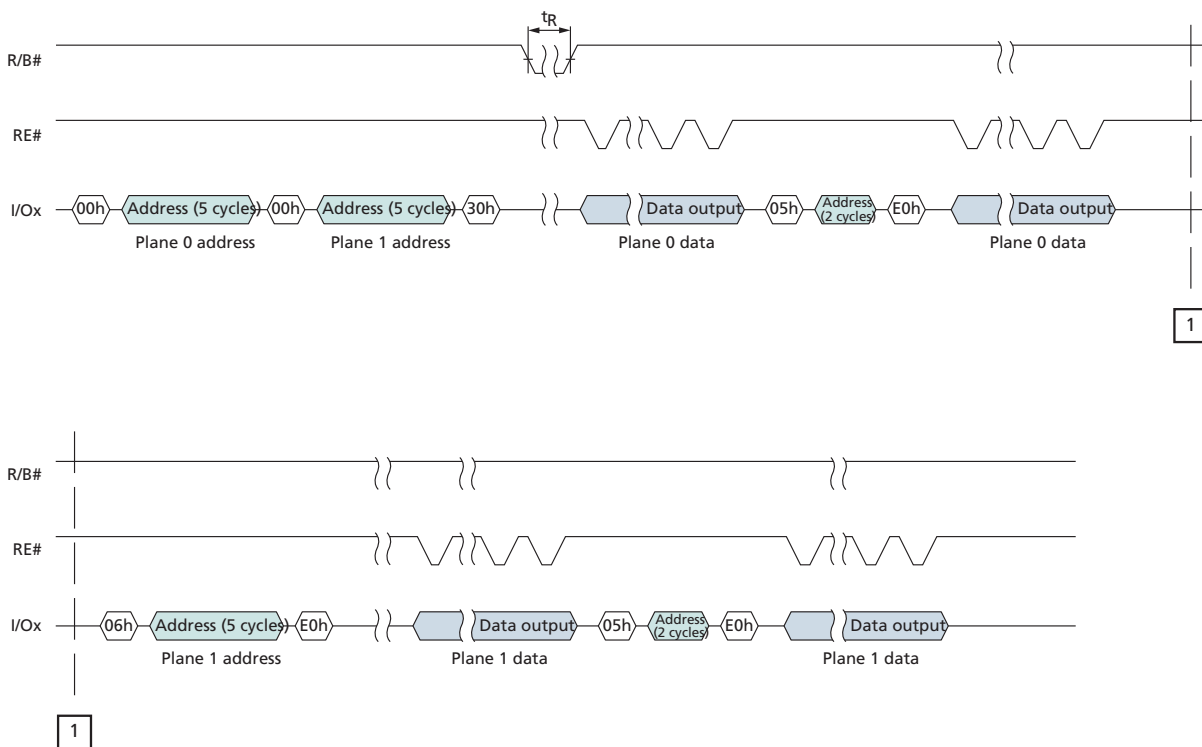 tR
R/B#
RE#
I/Ox 00h Address (5 cycles) 00h Address (5 cycles) 30h Data output 05h Address (2 cycles) E0h Data output
Plane 0 address Plane 1 address Plane 0 data Plane 0 data
1
R/B#
RE#
I/Ox 06h Address (5 cycles) E0h Data output 05h Address (2 cycles) E0h Data output
Plane 1 address Plane 1 data Plane 1 data
1